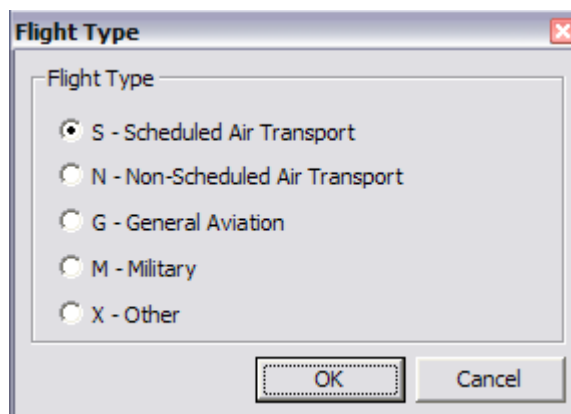 Flight Type
Flight Type
S - Scheduled Air Transport
N - Non-Scheduled Air Transport
G - General Aviation
M - Military
X - Other
OK Cancel